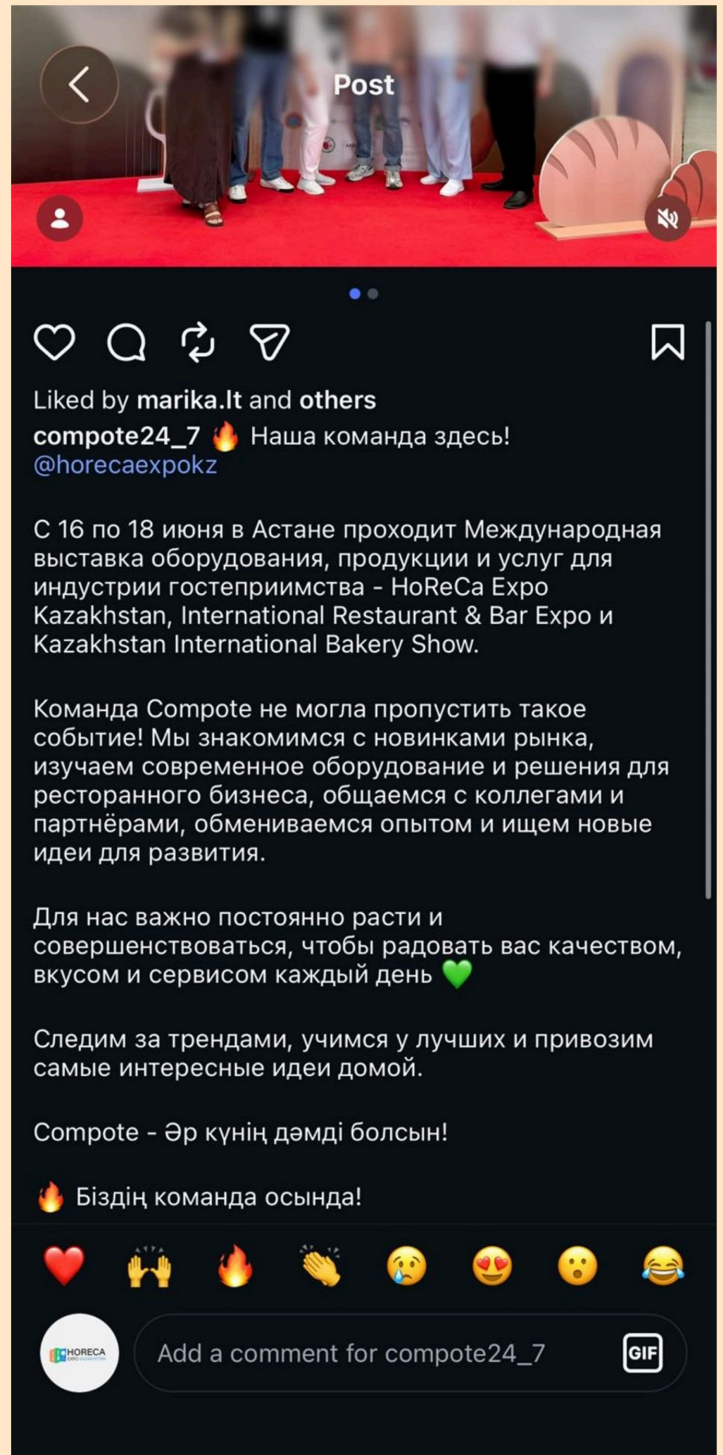 Post
Liked by marika.lt and others
compote24_7 🔥 Наша команда здесь!
@horecaexpokz
С 16 по 18 июня в Астане проходит Международная
выставка оборудования, продукции и услуг для
индустрии гостеприимства - HoReCa Expo
Kazakhstan, International Restaurant & Bar Expo и
Kazakhstan International Bakery Show.
Команда Compote не могла пропустить такое
событие! Мы знакомимся с новинками рынка,
изучаем современное оборудование и решения для
ресторанного бизнеса, общаемся с коллегами и
партнёрами, обмениваемся опытом и ищем новые
идеи для развития.
Для нас важно постоянно расти и
совершенствоваться, чтобы радовать вас качеством,
вкусом и сервисом каждый день 💚
Следим за трендами, учимся у лучших и привозим
самые интересные идеи домой.
Compote - Әр күнің дәмді болсын!
🔥 Біздің команда осында!
HORECA
Add a comment for compote24_7
GIF